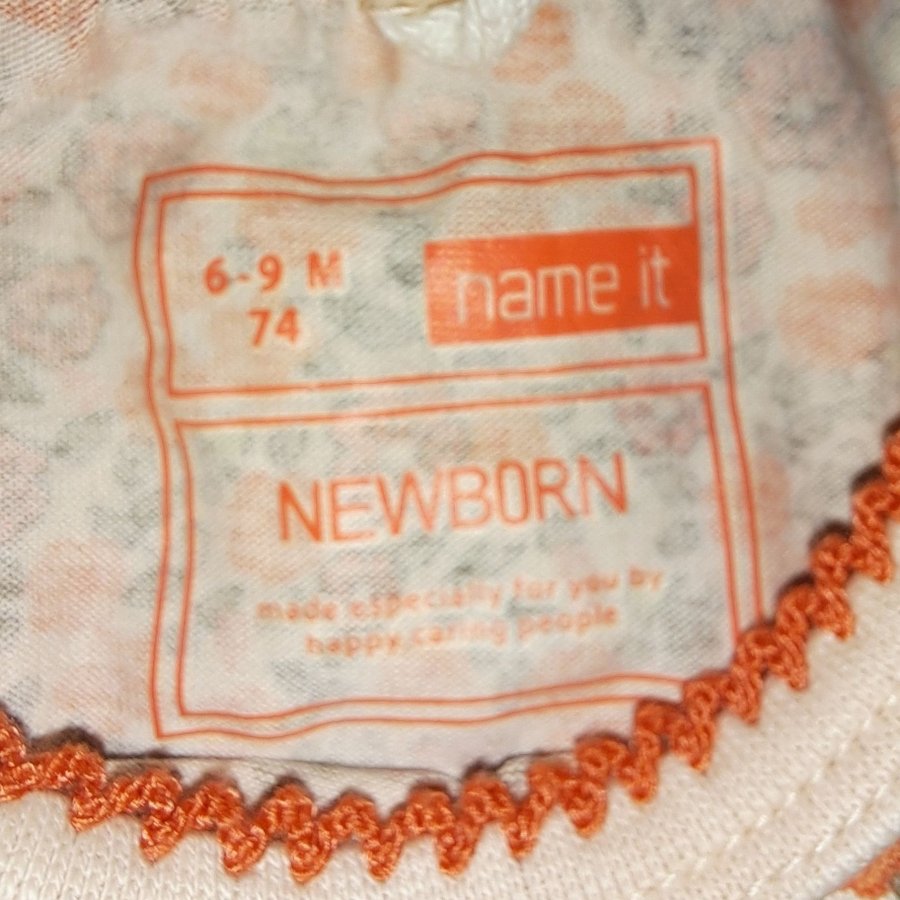 6-9 M
74
name it
NEWBORN
made especially for you by
happy, caring people